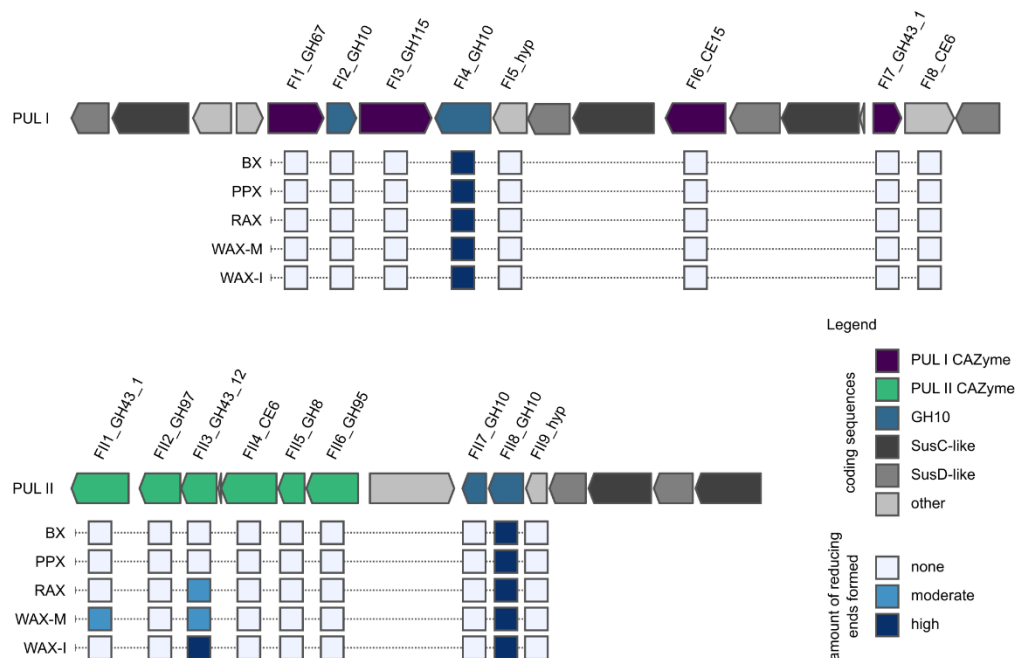 FI1_GH67
FI2_GH10
FI3_GH115
FI4_GH10
FI5_hyp
FI6_CE15
FI7_GH43_1
FI8_CE6
PUL I
BX
PPX
RAX
WAX-M
WAX-I
Legend
coding sequences
PUL I CAZyme
PUL II CAZyme
GH10
SusC-like
SusD-like
other
amount of reducing
ends formed
none
moderate
high
FII1_GH43_1
FII2_GH97
FII3_GH43_12
FII4_CE6
FII5_GH8
FII6_GH95
FII7_GH10
FII8_GH10
FII9_hyp
PUL II
BX
PPX
RAX
WAX-M
WAX-I